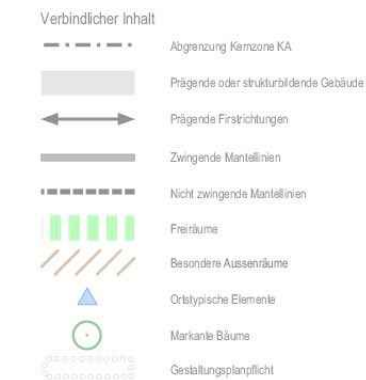 Verbindlicher Inhalt
Abgrenzung Kernzone KA
Prägende oder strukturbildende Gebäude
Prägende Firstrichtungen
Zwingende Mantellinien
Nicht zwingende Mantellinien
Freiräume
Besondere Aussenräume
Ortstypische Elemente
Markante Bäume
Gestaltungsplanpflicht